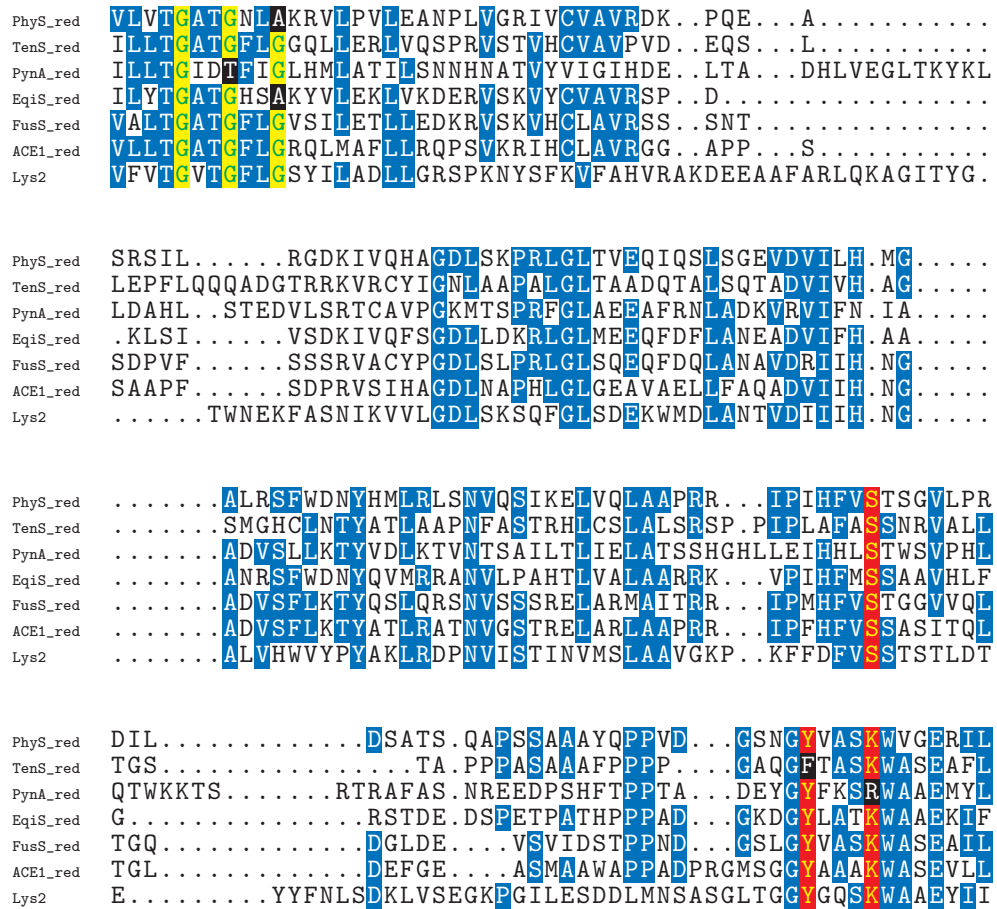 PhyS_red VLVTGATGNLAKRVLPVLEANPLVGRIVCVAVRDK..PQE...A...........
TenS_red ILLTGATGFLGGQLLERLVQSPRVSTVHCVAVPVD..EQS...L...........
PynA_red ILLTGIDTFIGLHMLATILSNNHNATVYVIGIHDE..LTA...DHLVEGLTKYKL
EqiS_red ILYTGATGHSAKYVLEKLVKDERVSKVYCVAVRSP..D.................
FusS_red VALTGATGFLGVSILETLLEDKRVSKVHCLAVRSS..SNT...............
ACE1_red VLLTGATGFLGRQLMAFLLRQPSVKRIHCLAVRGG..APP...S...........
Lys2 VFVTGVTGFLGSYILADLLGRSPKNYSFKVFAHVRAKDEEAAFARLQKAGITYG.
PhyS_red SRSIL......RGDKIVQHAGDLSKPRLGLTVEQIQSLSGEVDVILH.MG.....
TenS_red LEPFLQQQADGTRRKVRCYIGNLAAPALGLTAADQTALSQTADVIVH.AG.....
PynA_red LDAHL..STEDVLSRTCAVPGKMTSPRFGLAEEAFRNLADKVRVIFN.IA.....
EqiS_red .KLSI......VSDKIVQFSGDLLDKRLGLMEEQFDFLANEADVIFH.AA.....
FusS_red SDPVF......SSSRVACYPGDLSLPRLGLSQEQFDQLANAVDRIIH.NG.....
ACE1_red SAAPF......SDPRVSIHAGDLNAPHLGLGEAVAELLFAQADVIIH.NG.....
Lys2 ......TWNEKFASNIKVVLGDLSKSQFGLSDEKWMDLANTVDIIIH.NG.....
PhyS_red .......ALRSFWDNYHMLRLSNVQSIKELVQLAAPRR...IPIHFVSTSGVLPR
TenS_red .......SMGHCLNTYATLAAPNFASTRHLCSLALSRSP.PIPLAFASSNRVALL
PynA_red .......ADVSLLKTYVDLKTVNTSAILTLIELATSSHGHLLEIHHLSTWSVPHL
EqiS_red .......ANRSFWDNYQVMRRANVLPAHTLVALAARRK...VPIHFMSSAAVHLF
FusS_red .......ADVSFLKTYQSLQRSNVSSSRELARMAITRR...IPMHFVSTGGVVQL
ACE1_red .......ADVSFLKTYATLRATNVGSTRELARLAAPRR...IPFHFVSSASITQL
Lys2 .......ALVHWVYPYAKLRDPNVISTINVMSLAAVGKP..KFFDFVSSTSTLDT
PhyS_red DIL.............DSATS.QAPSSAAAYQPPVD...GSNGYVASKWVGERIL
TenS_red TGS................TA.PPPASAAAFPPPP....GAQGFTASKWASEAFL
PynA_red QTWKKTS.......RTRAFAS.NREEDPSHFTPPTA...DEYGYFKSRWAAEMYL
EqiS_red G...............RSTDE.DSPETPATHPPPAD...GKDGYLATKWAAEKIF
FusS_red TGQ.............DGLDE....VSVIDSTPPND...GSLGYVASKWASEAIL
ACE1_red TGL.............DEFGE....ASMAAWAPPADPRGMSGGYAAAKWASEVLL
Lys2 E.........YYFNLSDKLVSEGKPGILESDDLMNSASGLTGGYGQSKWAAEYII